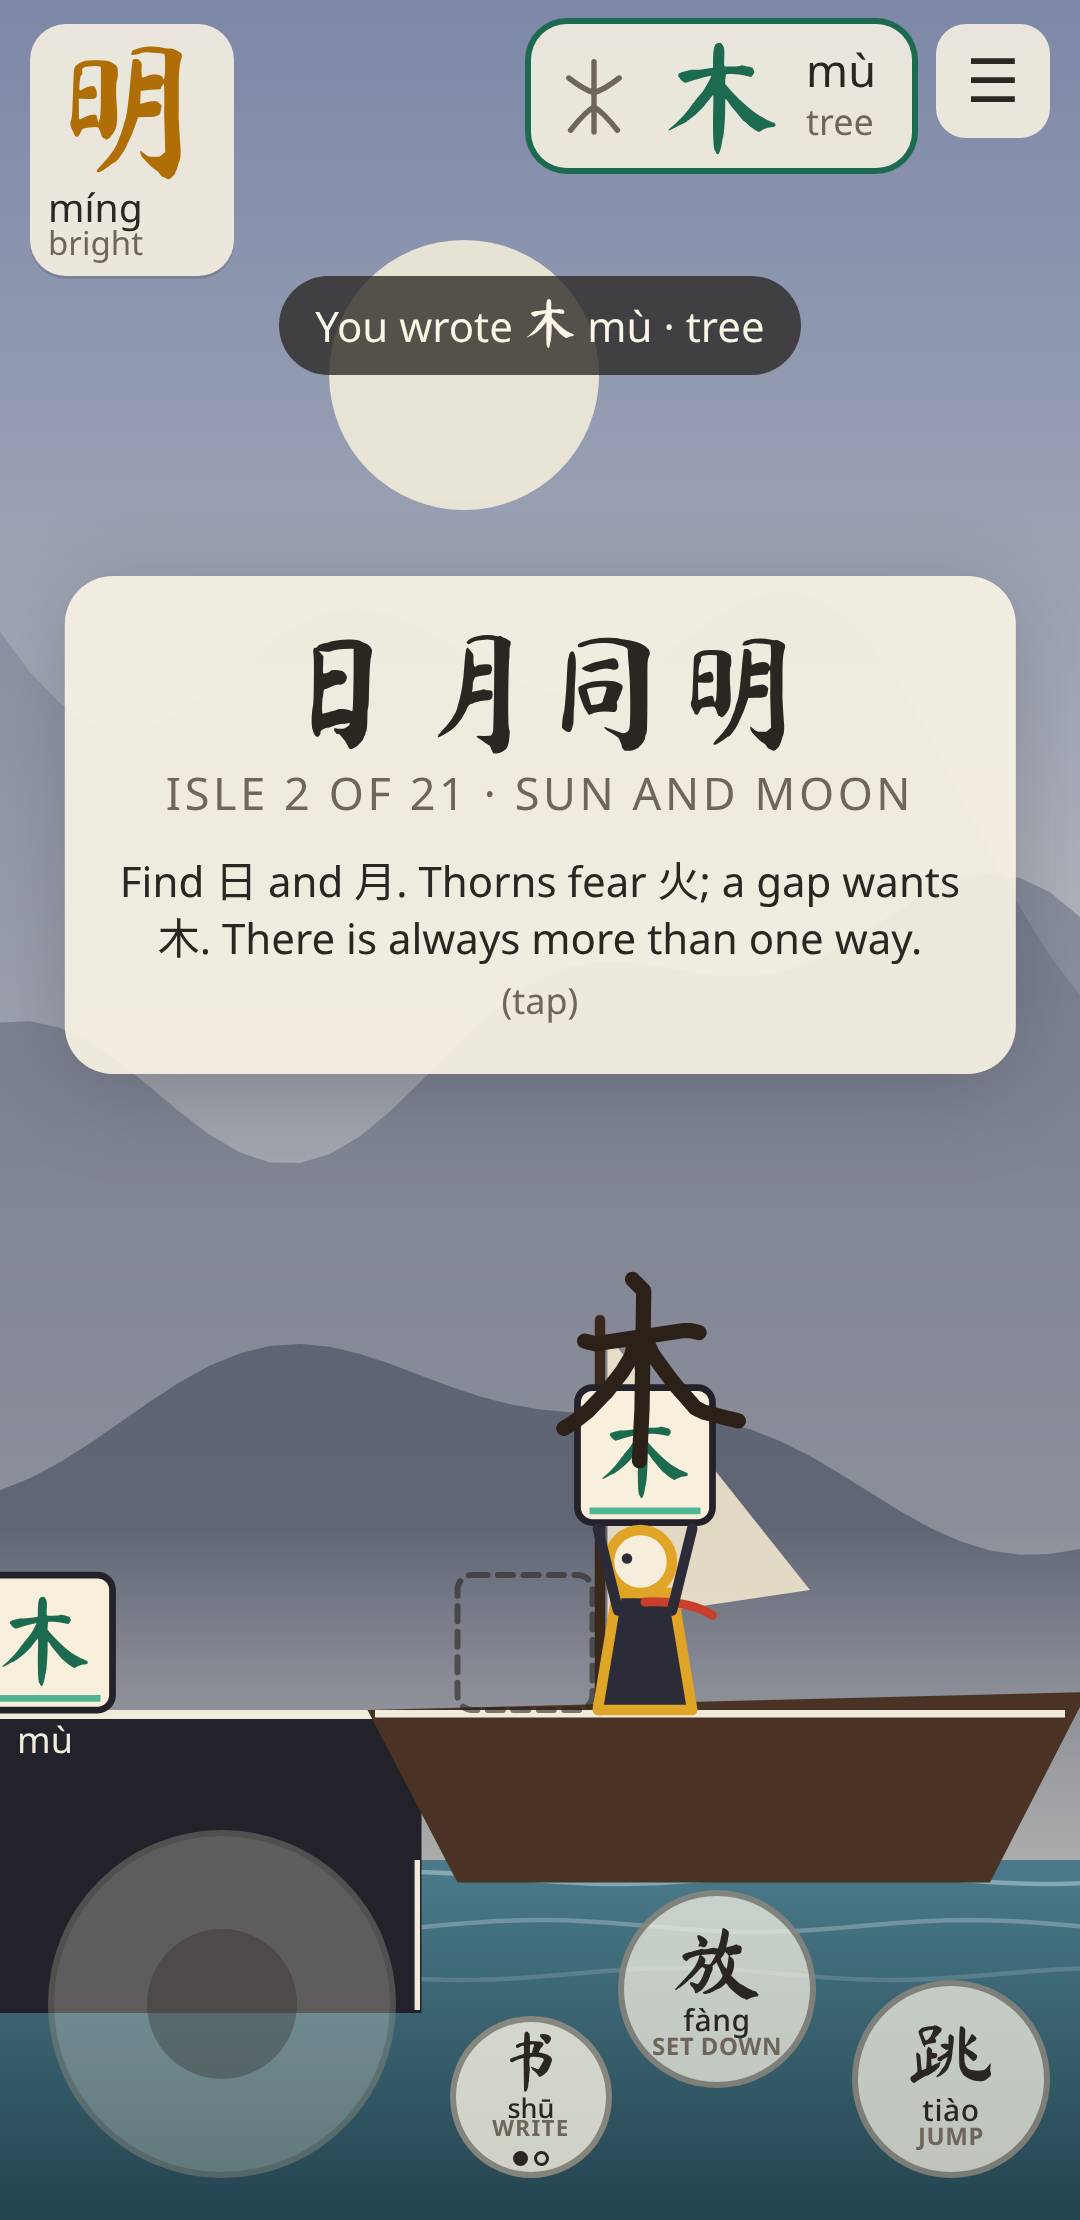 明
míng
bright
木 mù
tree
☰
You wrote 木 mù · tree
日月同明
ISLE 2 OF 21 · SUN AND MOON
Find 日 and 月. Thorns fear 火; a gap wants
木. There is always more than one way.
(tap)
木
木
木
mù
放
fàng
SET DOWN
书
shū
WRITE
跳
tiào
JUMP